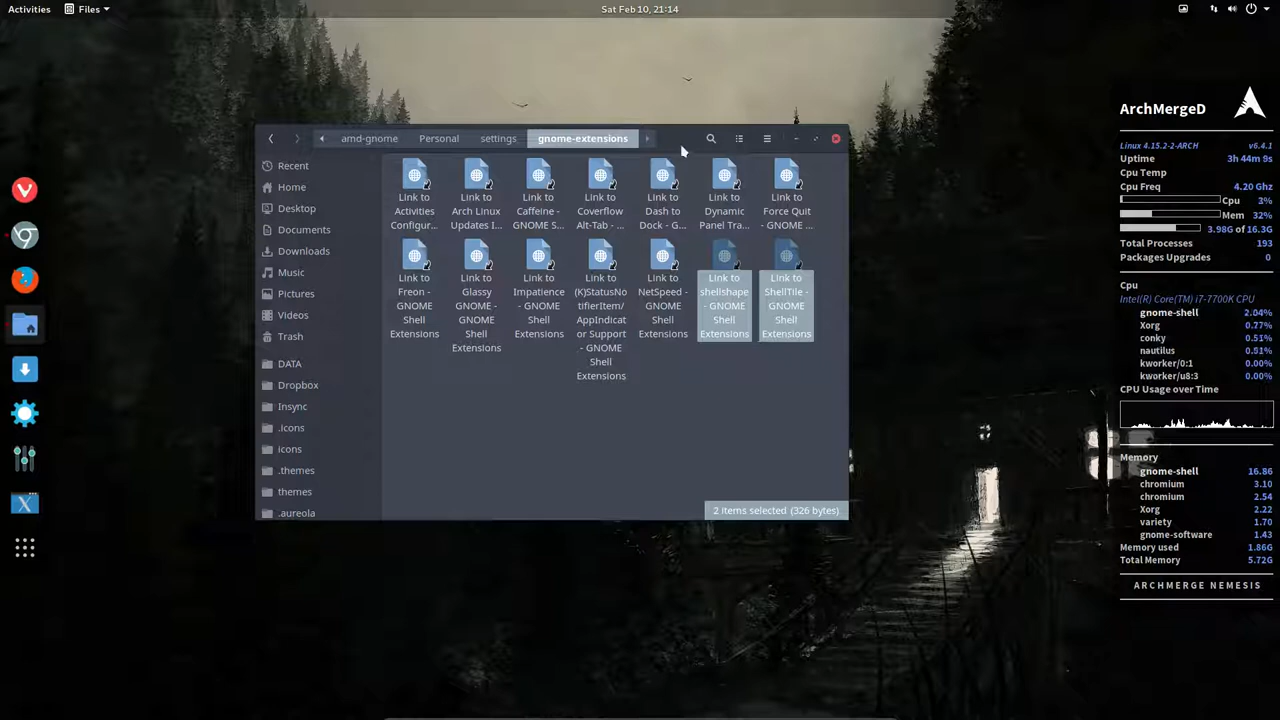 Activities
Files
Sat Feb 10, 21:14
amd-gnome
Personal
settings
gnome-extensions
Recent
Home
Desktop
Documents
Downloads
Music
Pictures
Videos
Trash
DATA
Dropbox
Insync
.icons
icons
.themes
themes
.aureola
Link to
Activities
Configur...
Link to
Arch Linux
Updates I...
Link to
Caffeine -
GNOME S...
Link to
Coverflow
Alt-Tab - ...
Link to
Dash to
Dock - G...
Link to
Dynamic
Panel Tra...
Link to
Force Quit
- GNOME ...
Link to
Freon -
GNOME
Shell
Extensions
Link to
Glassy
GNOME -
GNOME
Shell
Extensions
Link to
Impatience
- GNOME
Shell
Extensions
Link to
(K)StatusNo
tifierItem/
AppIndicat
or Support
- GNOME
Shell
Extensions
Link to
NetSpeed -
GNOME
Shell
Extensions
Link to
shellshape
- GNOME
Shell
Extensions
Link to
ShellTile -
GNOME
Shell
Extensions
2 items selected (326 bytes)
ArchMergeD
Linux 4.15.2-2-ARCH v6.4.1
Uptime 3h 44m 9s
Cpu Temp
Cpu Freq 4.20 Ghz
Cpu 3%
Mem 32%
3.98G of 16.3G
Total Processes 193
Packages Upgrades 0
Cpu
Intel(R) Core(TM) i7-7700K CPU
gnome-shell 2.04%
Xorg 0.77%
conky 0.51%
nautilus 0.51%
kworker/0:1 0.00%
kworker/u8:3 0.00%
CPU Usage over Time
Memory
gnome-shell 16.86
chromium 3.10
chromium 2.54
Xorg 2.22
variety 1.70
gnome-software 1.43
Memory used 1.86G
Total Memory 5.72G
ARCHMERGE NEMESIS